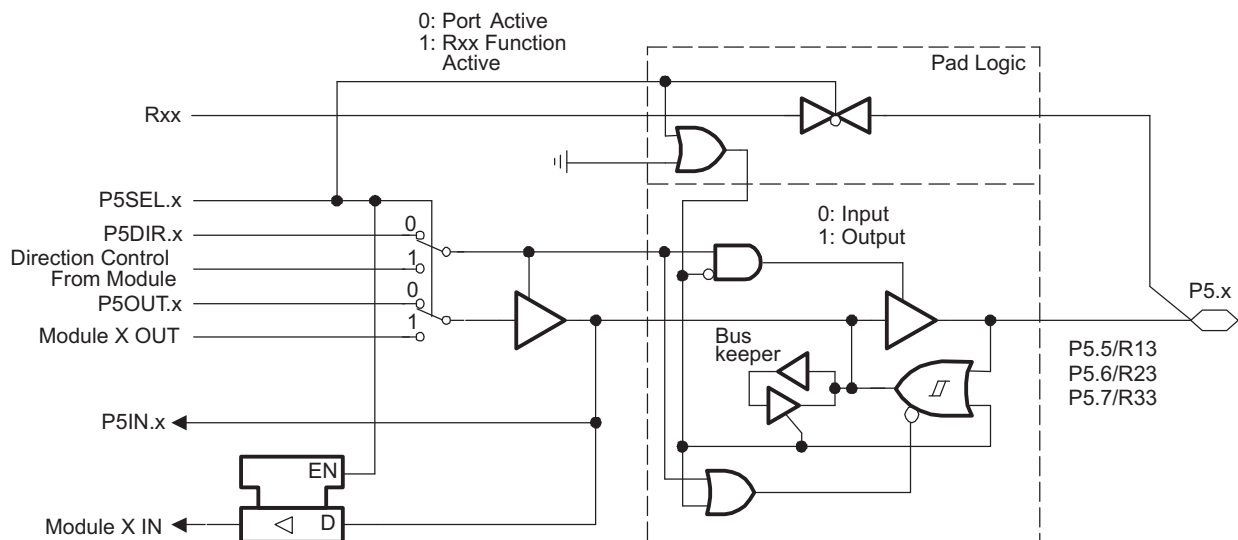 0: Port Active
1: Rxx Function
Active
Pad Logic
Rxx
P5SEL.x
0
P5DIR.x
1
Direction Control
From Module
0
P5OUT.x
1
Module X OUT
0: Input
1: Output
P5.x
Bus
keeper
P5.5/R13
P5.6/R23
P5.7/R33
P5IN.x
EN
D
Module X IN